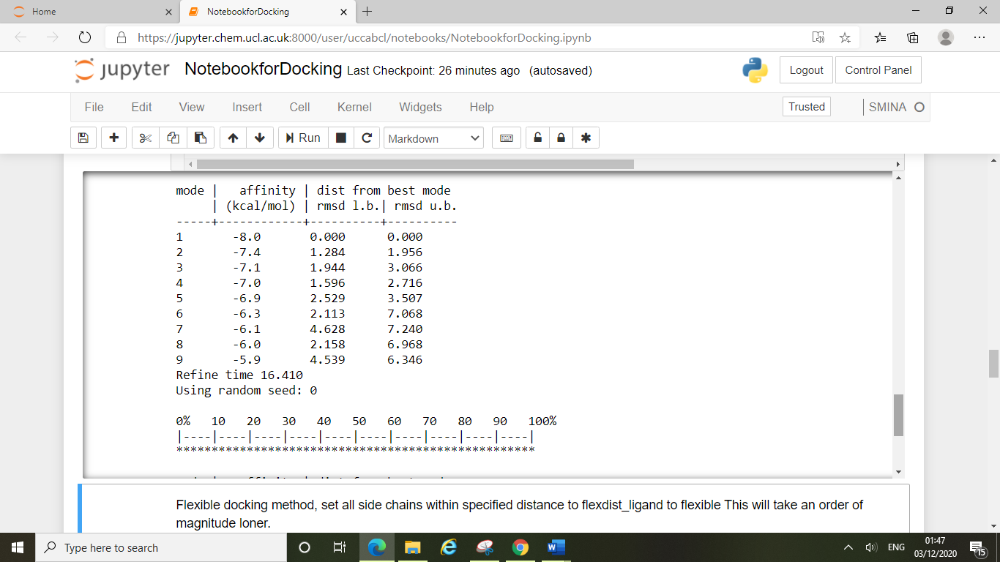 Home
NotebookforDocking
https://jupyter.chem.ucl.ac.uk:8000/user/uccabcl/notebooks/NotebookforDocking.ipynb
jupyter NotebookforDocking Last Checkpoint: 26 minutes ago (autosaved)
Logout Control Panel
File Edit View Insert Cell Kernel Widgets Help
Trusted SMINA
Run Markdown
mode | affinity | dist from best mode
| (kcal/mol) | rmsd l.b.| rmsd u.b.
-----+------------+----------+----------
1 -8.0 0.000 0.000
2 -7.4 1.284 1.956
3 -7.1 1.944 3.066
4 -7.0 1.596 2.716
5 -6.9 2.529 3.507
6 -6.3 2.113 7.068
7 -6.1 4.628 7.240
8 -6.0 2.158 6.968
9 -5.9 4.539 6.346
Refine time 16.410
Using random seed: 0
0% 10 20 30 40 50 60 70 80 90 100%
|----|----|----|----|----|----|----|----|----|----|
***************************************************
Flexible docking method, set all side chains within specified distance to flexdist_ligand to flexible This will take an order of
magnitude loner.
Type here to search
ENG
01:47
03/12/2020
15